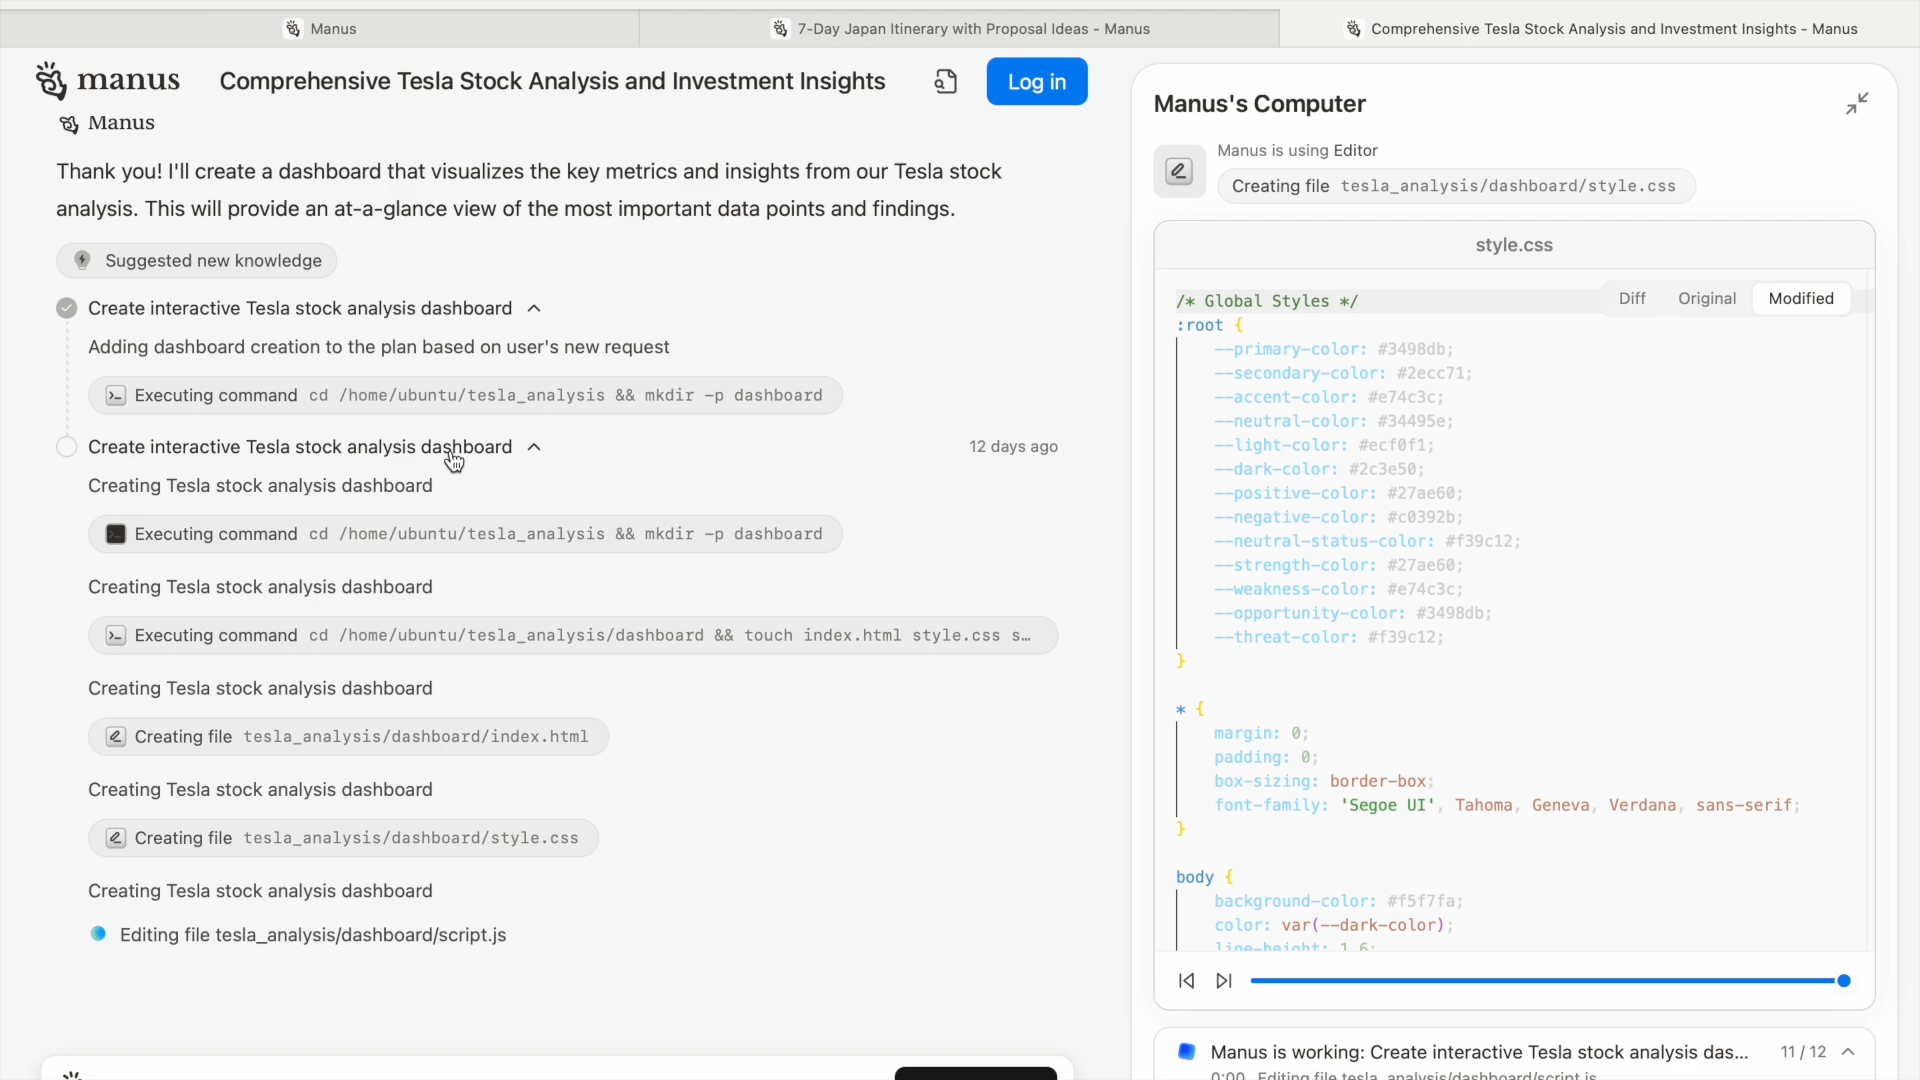 Manus
7-Day Japan Itinerary with Proposal Ideas - Manus
Comprehensive Tesla Stock Analysis and Investment Insights - Manus
manus
Comprehensive Tesla Stock Analysis and Investment Insights
Log in
Manus
Thank you! I'll create a dashboard that visualizes the key metrics and insights from our Tesla stock
analysis. This will provide an at-a-glance view of the most important data points and findings.
Suggested new knowledge
Create interactive Tesla stock analysis dashboard
Adding dashboard creation to the plan based on user's new request
Executing command cd /home/ubuntu/tesla_analysis && mkdir -p dashboard
Create interactive Tesla stock analysis dashboard
12 days ago
Creating Tesla stock analysis dashboard
Executing command cd /home/ubuntu/tesla_analysis && mkdir -p dashboard
Creating Tesla stock analysis dashboard
Executing command cd /home/ubuntu/tesla_analysis/dashboard && touch index.html style.css s…
Creating Tesla stock analysis dashboard
Creating file tesla_analysis/dashboard/index.html
Creating Tesla stock analysis dashboard
Creating file tesla_analysis/dashboard/style.css
Creating Tesla stock analysis dashboard
Editing file tesla_analysis/dashboard/script.js
Manus's Computer
Manus is using Editor
Creating file tesla_analysis/dashboard/style.css
style.css
Diff
Original
Modified
/* Global Styles */
:root {
--primary-color: #3498db;
--secondary-color: #2ecc71;
--accent-color: #e74c3c;
--neutral-color: #34495e;
--light-color: #ecf0f1;
--dark-color: #2c3e50;
--positive-color: #27ae60;
--negative-color: #c0392b;
--neutral-status-color: #f39c12;
--strength-color: #27ae60;
--weakness-color: #e74c3c;
--opportunity-color: #3498db;
--threat-color: #f39c12;
}
* {
margin: 0;
padding: 0;
box-sizing: border-box;
font-family: 'Segoe UI', Tahoma, Geneva, Verdana, sans-serif;
}
body {
background-color: #f5f7fa;
color: var(--dark-color);
line-height: 1.6;
Manus is working: Create interactive Tesla stock analysis das...
11 / 12
0:00 Editing file tesla_analysis/dashboard/script.js